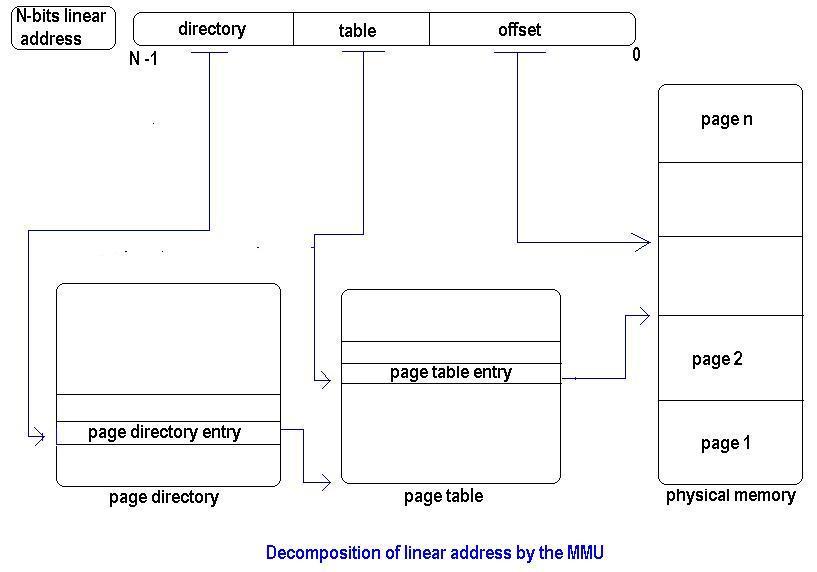 N-bits linear
address
directory
table
offset
N -1
0
page n
page 2
page 1
physical memory
page table entry
page table
page directory entry
page directory
Decomposition of linear address by the MMU